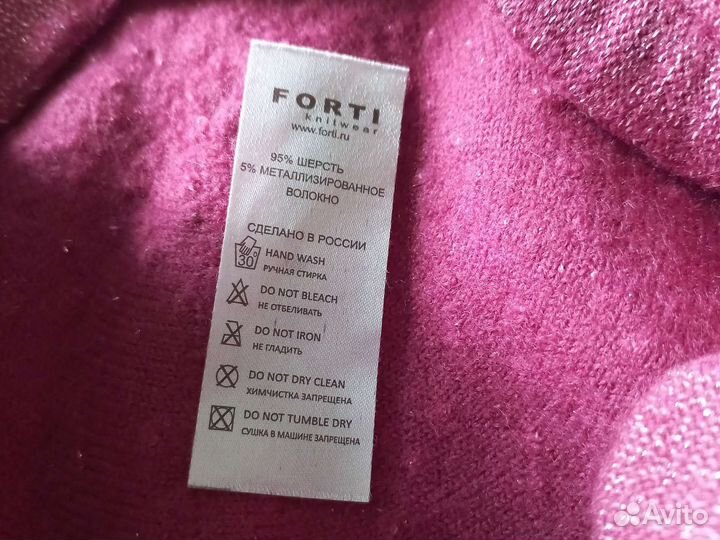 FORTI
knitwear
www.forti.ru
95% ШЕРСТЬ
5% МЕТАЛЛИЗИРОВАННОЕ
ВОЛОКНО
СДЕЛАНО В РОССИИ
30° HAND WASH
РУЧНАЯ СТИРКА
DO NOT BLEACH
НЕ ОТБЕЛИВАТЬ
DO NOT IRON
НЕ ГЛАДИТЬ
DO NOT DRY CLEAN
ХИМЧИСТКА ЗАПРЕЩЕНА
DO NOT TUMBLE DRY
СУШКА В МАШИНЕ ЗАПРЕЩЕНА
Avito